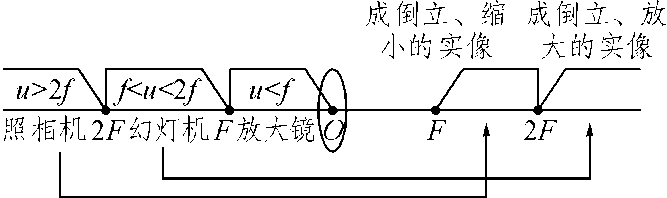 成倒立、缩 成倒立、放
小的实像 大的实像
u>2f f<u<2f u<f
照相机 2F 幻灯机 F 放大镜 O F 2F